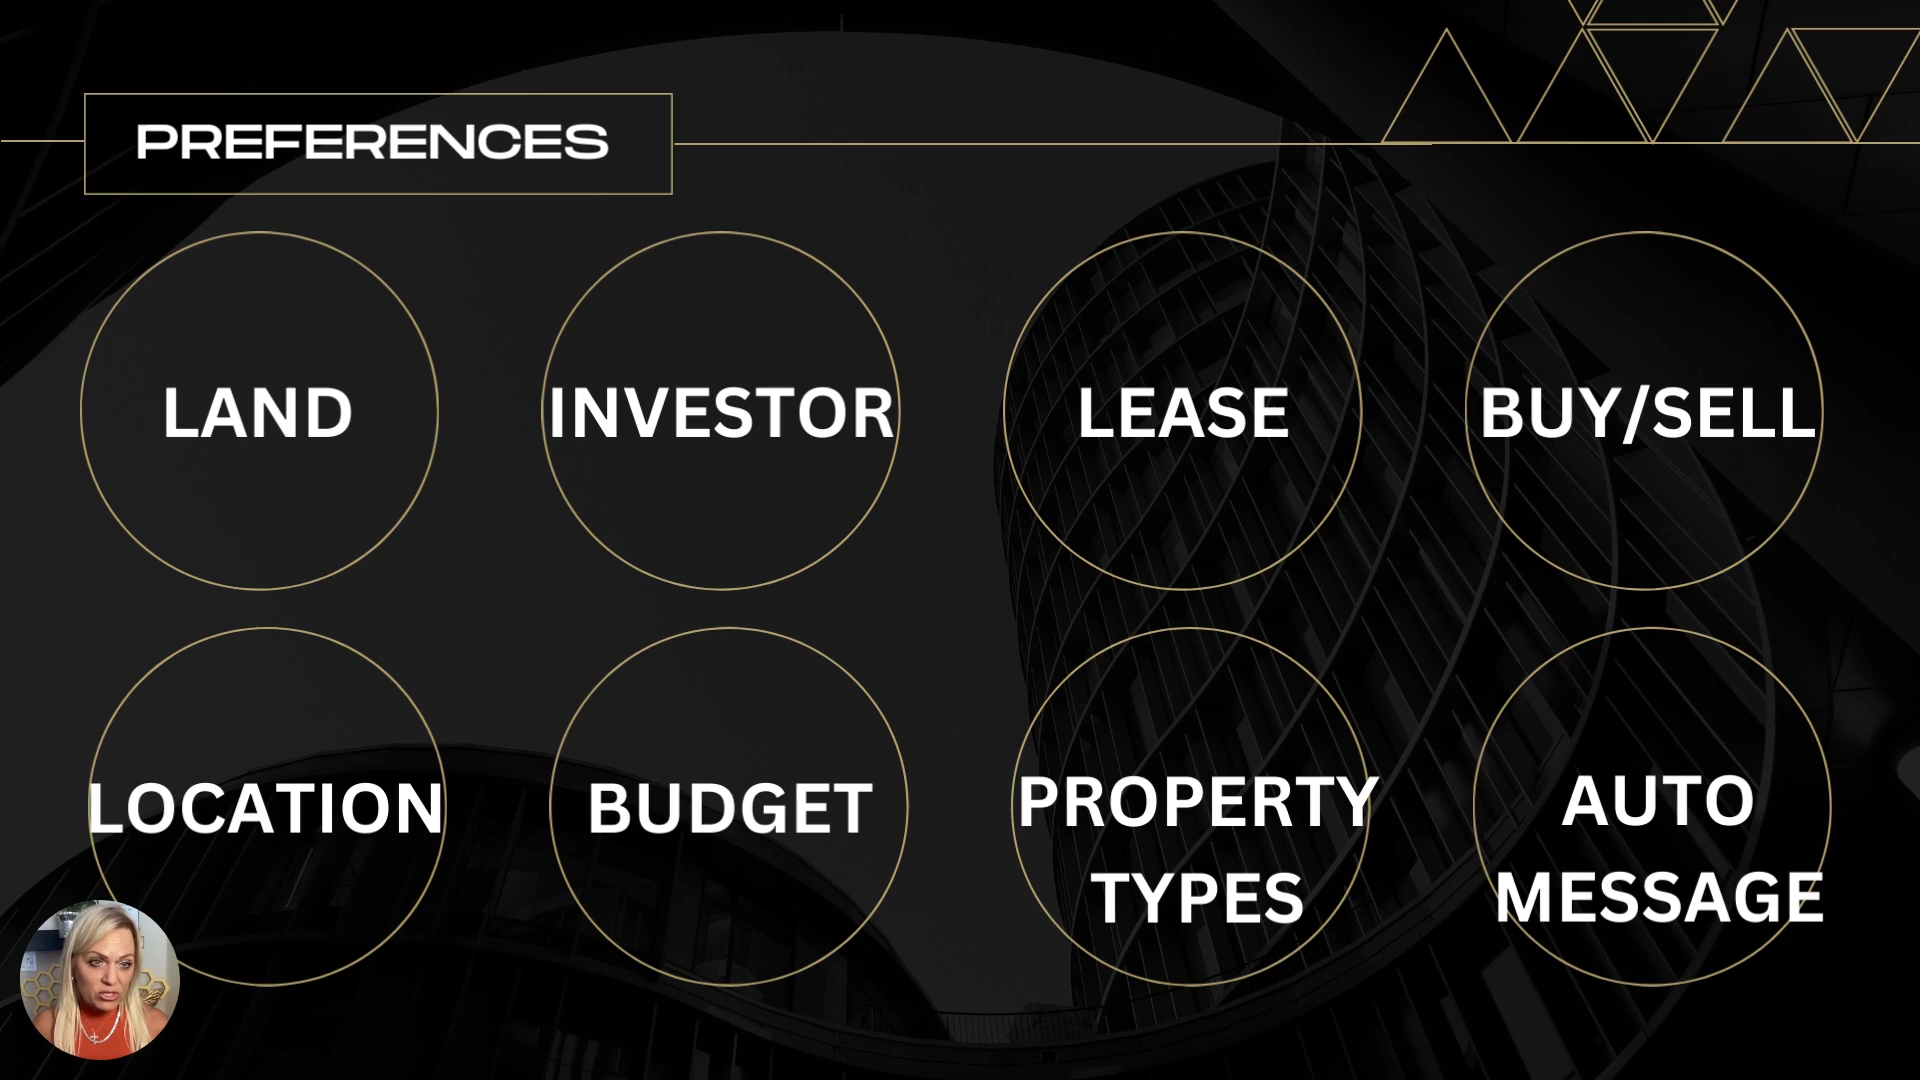 PREFERENCES
LAND
INVESTOR
LEASE
BUY/SELL
LOCATION
BUDGET
PROPERTY
TYPES
AUTO
MESSAGE